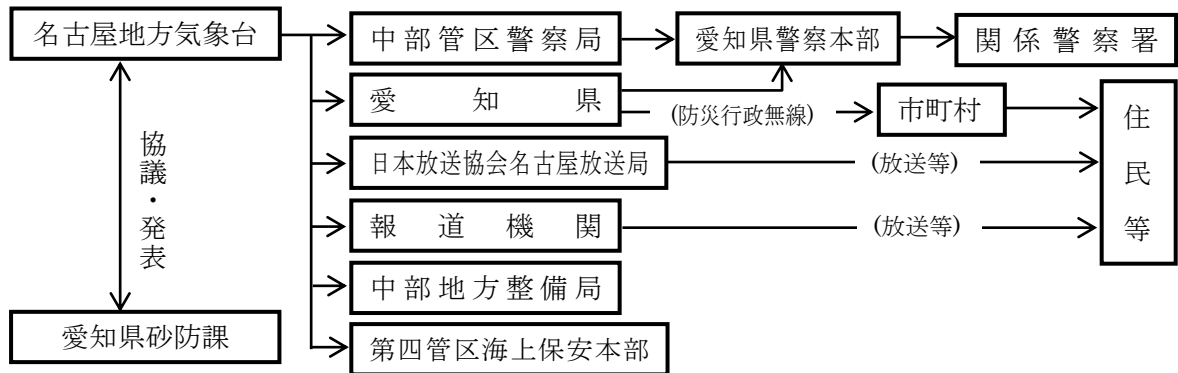 名古屋地方気象台
中部管区警察局
愛知県警察本部
関係警察署
愛知県
(防災行政無線)
市町村
住民等
日本放送協会名古屋放送局
(放送等)
報道機関
(放送等)
協議・発表
中部地方整備局
愛知県砂防課
第四管区海上保安本部